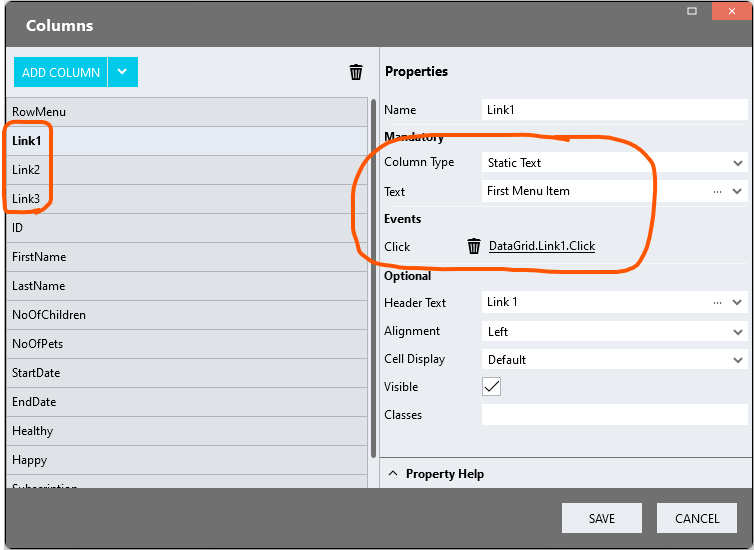 Columns
ADD COLUMN
RowMenu
Link1
Link2
Link3
ID
FirstName
LastName
NoOfChildren
NoOfPets
StartDate
EndDate
Healthy
Happy
Subscription
Properties
Name Link1
Mandatory
Column Type Static Text
Text First Menu Item ...
Events
Click DataGrid.Link1.Click
Optional
Header Text Link 1 ...
Alignment Left
Cell Display Default
Visible
Classes
Property Help
SAVE CANCEL